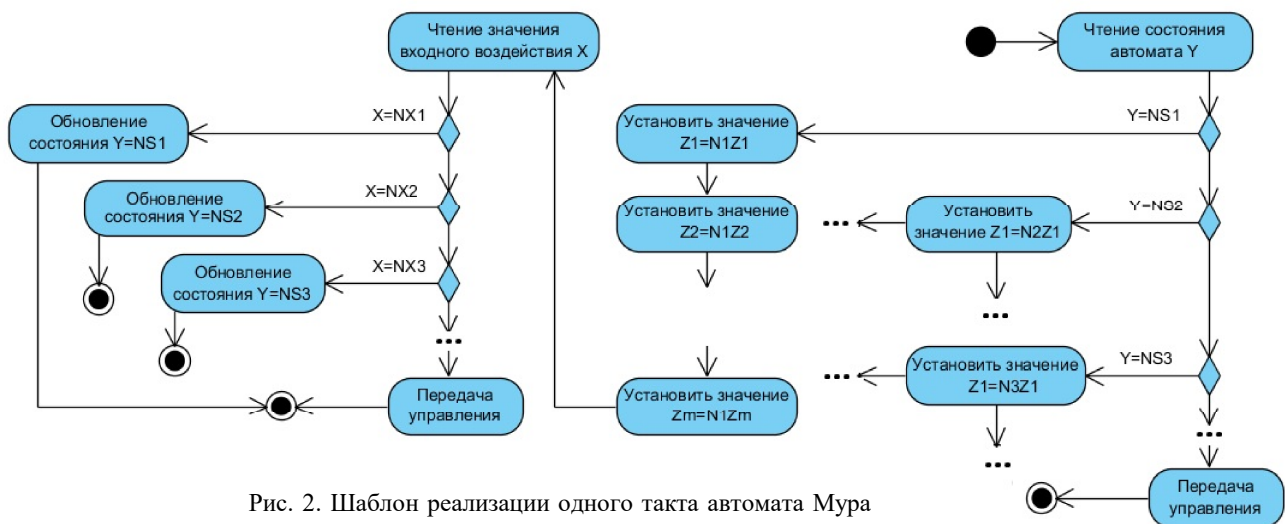 Чтение значения
входного воздействия X
Чтение состояния
автомата Y
X=NX1
Обновление
состояния Y=NS1
X=NX2
Обновление
состояния Y=NS2
X=NX3
Обновление
состояния Y=NS3
...
Передача
управления
Y=NS1
Установить значение
Z1=N1Z1
Установить значение
Z2=N1Z2
Установить значение
Zm=N1Zm
Y=NS2
Установить
значение Z1=N2Z1
...
...
Y=NS3
Установить значение
Z1=N3Z1
...
...
...
Передача
управления
Рис. 2. Шаблон реализации одного такта автомата Мура